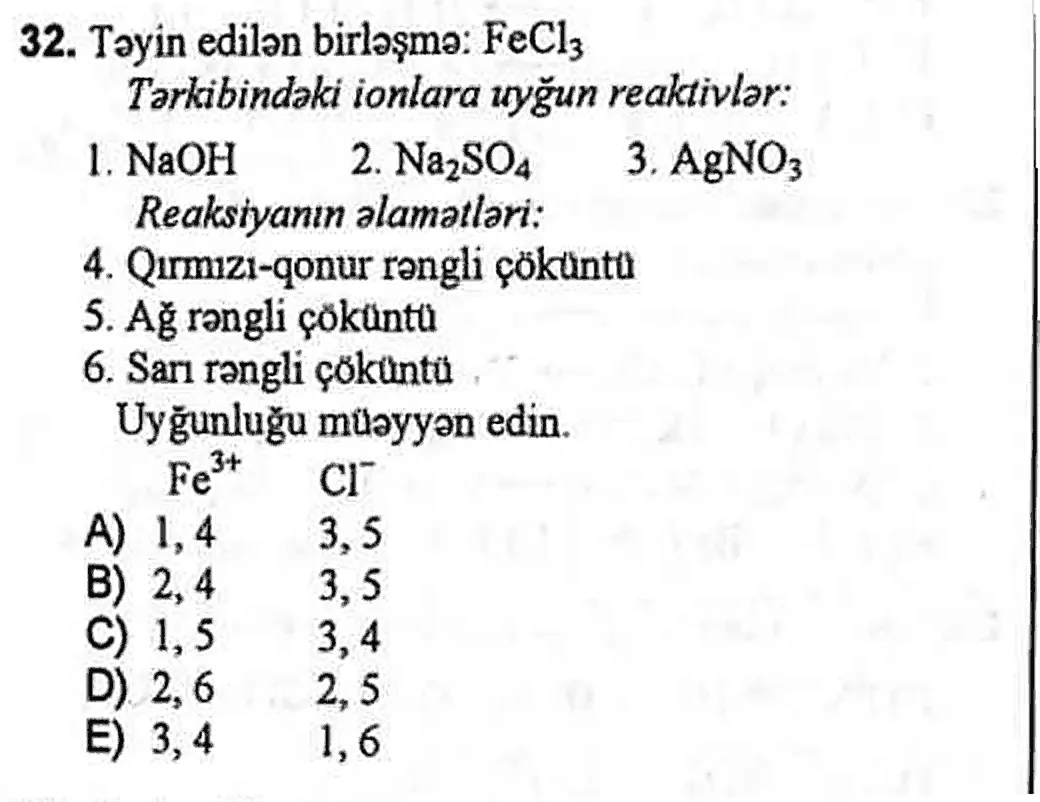 32. Təyin edilən birləşmə: FeCl₃
Tərkibindəki ionlara uyğun reaktivlər:
1. NaOH 2. Na₂SO₄ 3. AgNO₃
Reaksiyanın əlamətləri:
4. Qırmızı-qonur rəngli çöküntü
5. Ağ rəngli çöküntü
6. Sarı rəngli çöküntü
Uyğunluğu müəyyən edin.
Fe³⁺ Cl⁻
A) 1, 4 3, 5
B) 2, 4 3, 5
C) 1, 5 3, 4
D) 2, 6 2, 5
E) 3, 4 1, 6